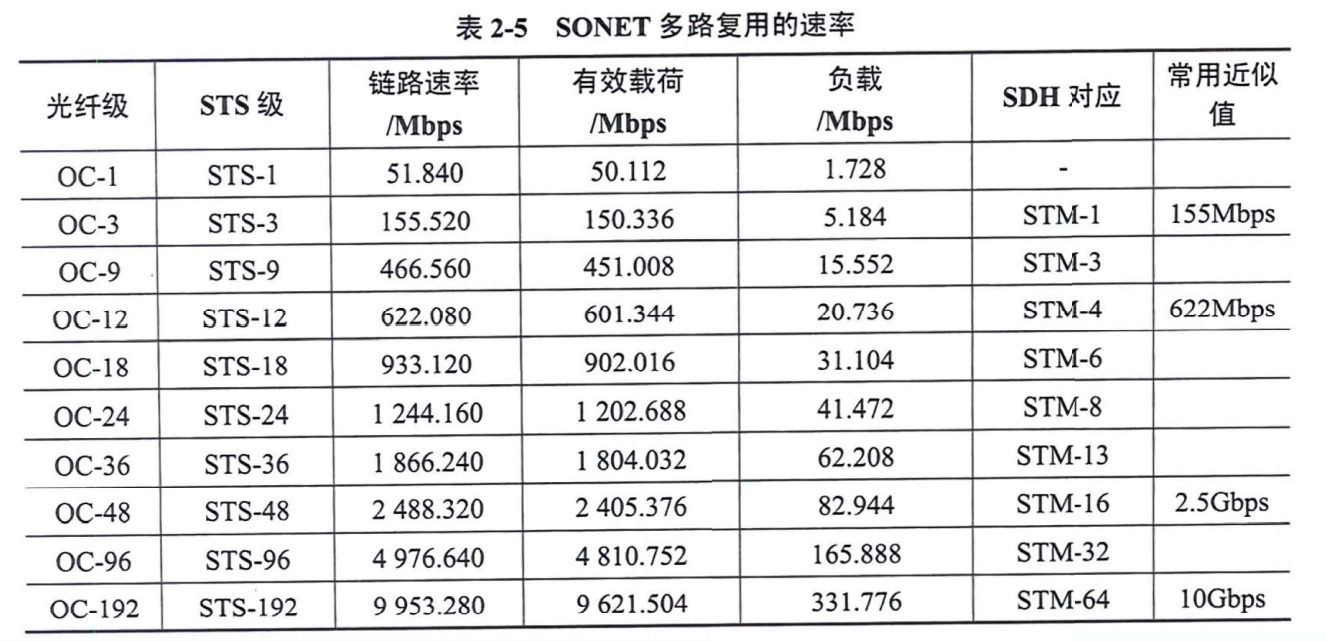 表 2-5 SONET 多路复用的速率
光纤级 STS 级 链路速率/Mbps 有效载荷/Mbps 负载/Mbps SDH 对应 常用近似值
OC-1 STS-1 51.840 50.112 1.728 -
OC-3 STS-3 155.520 150.336 5.184 STM-1 155Mbps
OC-9 STS-9 466.560 451.008 15.552 STM-3
OC-12 STS-12 622.080 601.344 20.736 STM-4 622Mbps
OC-18 STS-18 933.120 902.016 31.104 STM-6
OC-24 STS-24 1 244.160 1 202.688 41.472 STM-8
OC-36 STS-36 1 866.240 1 804.032 62.208 STM-13
OC-48 STS-48 2 488.320 2 405.376 82.944 STM-16 2.5Gbps
OC-96 STS-96 4 976.640 4 810.752 165.888 STM-32
OC-192 STS-192 9 953.280 9 621.504 331.776 STM-64 10Gbps